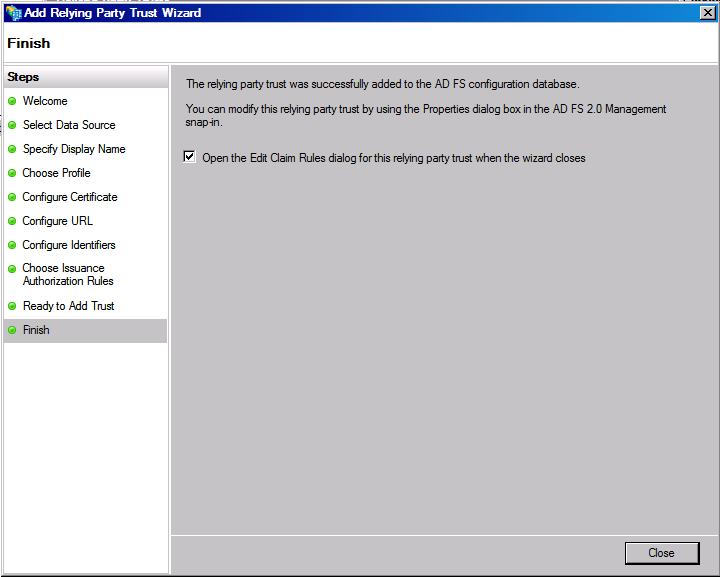 Add Relying Party Trust Wizard
Finish
Steps
Welcome
Select Data Source
Specify Display Name
Choose Profile
Configure Certificate
Configure URL
Configure Identifiers
Choose Issuance
Authorization Rules
Ready to Add Trust
Finish
The relying party trust was successfully added to the AD FS configuration database.
You can modify this relying party trust by using the Properties dialog box in the AD FS 2.0 Management
snap-in.
Open the Edit Claim Rules dialog for this relying party trust when the wizard closes
Close